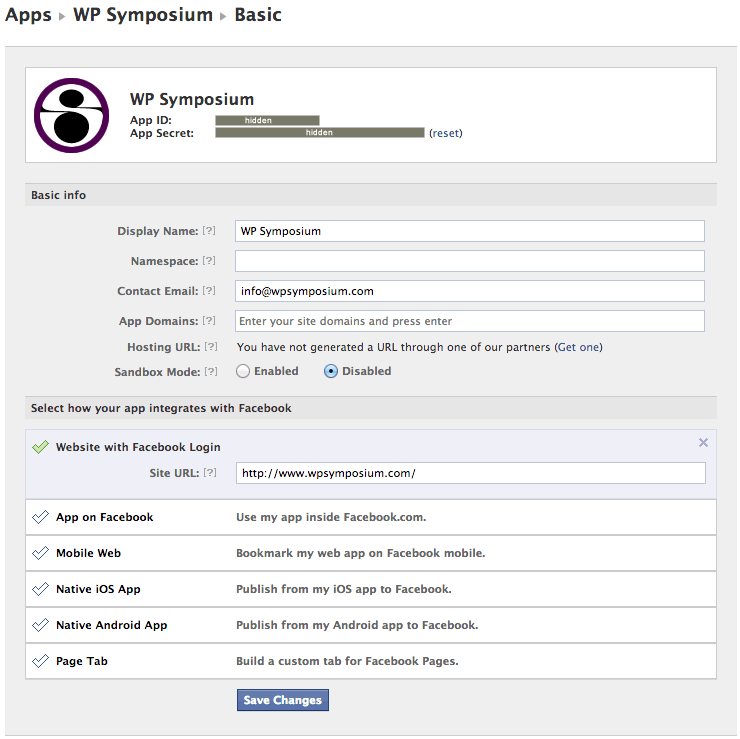 Apps ▸ WP Symposium ▸ Basic
WP Symposium
App ID: hidden
App Secret: hidden (reset)
Basic info
Display Name: [?] WP Symposium
Namespace: [?]
Contact Email: [?] info@wpsymposium.com
App Domains: [?] Enter your site domains and press enter
Hosting URL: [?] You have not generated a URL through one of our partners (Get one)
Sandbox Mode: [?] Enabled Disabled
Select how your app integrates with Facebook
Website with Facebook Login
Site URL: [?] http://www.wpsymposium.com/
App on Facebook Use my app inside Facebook.com.
Mobile Web Bookmark my web app on Facebook mobile.
Native iOS App Publish from my iOS app to Facebook.
Native Android App Publish from my Android app to Facebook.
Page Tab Build a custom tab for Facebook Pages.
Save Changes